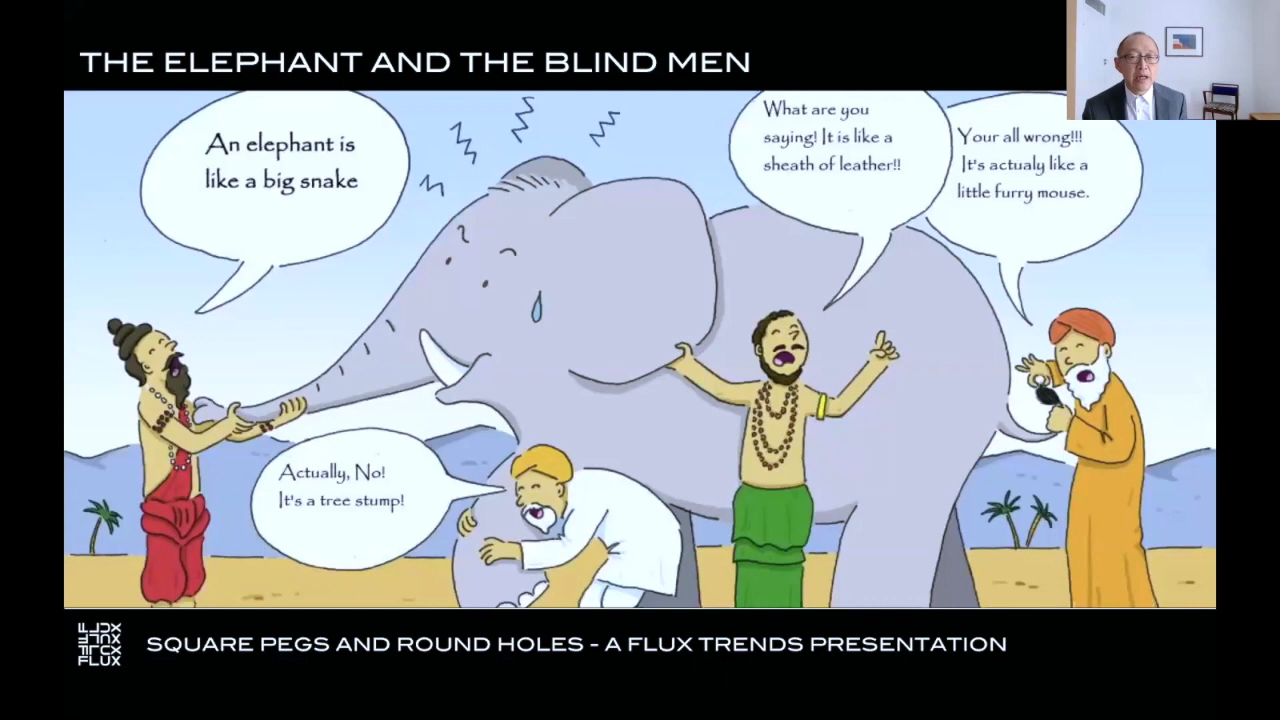 THE ELEPHANT AND THE BLIND MEN
An elephant is
like a big snake
What are you
saying! It is like a
sheath of leather!!
Your all wrong!!!
It's actualy like a
little furry mouse.
Actually, No!
It's a tree stump!
FLUX
SQUARE PEGS AND ROUND HOLES - A FLUX TRENDS PRESENTATION